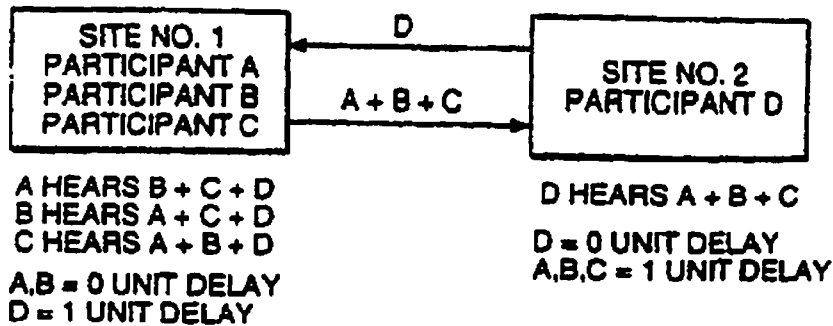 SITE NO. 1
PARTICIPANT A
PARTICIPANT B
PARTICIPANT C
D
A + B + C
SITE NO. 2
PARTICIPANT D
A HEARS B + C + D
B HEARS A + C + D
C HEARS A + B + D
A,B = 0 UNIT DELAY
D = 1 UNIT DELAY
D HEARS A + B + C
D = 0 UNIT DELAY
A,B,C = 1 UNIT DELAY